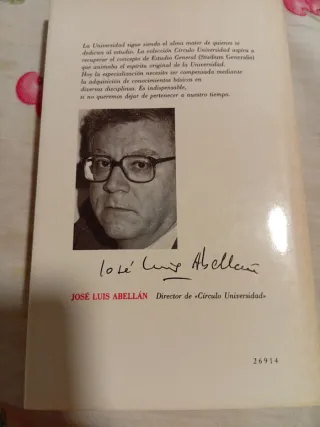 La Universidad sigue siendo el alma mater de quienes se
dedican al estudio. La colección Círculo Universidad aspira a
recuperar el concepto de Estudio General (Studium Generale)
que animaba el espíritu original de la Universidad.
Hoy la especialización necesita ser compensada mediante
la adquisición de conocimientos básicos en
diversas disciplinas. Es indispensable,
si no queremos dejar de pertenecer a nuestro tiempo.
José Luis Abellán
JOSÉ LUIS ABELLÁN Director de «Círculo Universidad»
26914